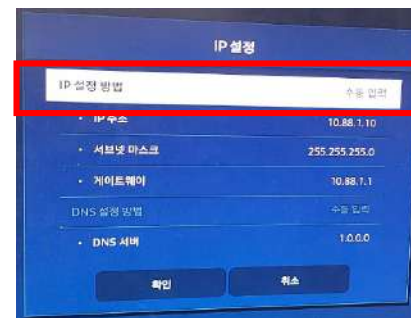 IP 설정
IP 설정 방법 수동 입력
• IP 주소 10.88.1.10
• 서브넷 마스크 255.255.255.0
• 게이트웨이 10.88.1.1
DNS 설정 방법 수동 입력
• DNS 서버 1.0.0.0
확인 취소